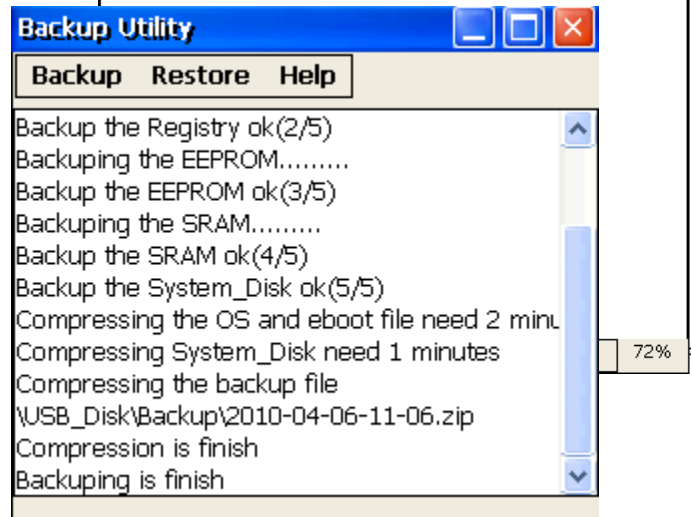 Backup Utility
Backup Restore Help
Backup the Registry ok(2/5)
Backuping the EEPROM.........
Backup the EEPROM ok(3/5)
Backuping the SRAM.........
Backup the SRAM ok(4/5)
Backup the System_Disk ok(5/5)
Compressing the OS and eboot file need 2 minu
Compressing System_Disk need 1 minutes
72%
Compressing the backup file
\USB_Disk\Backup\2010-04-06-11-06.zip
Compression is finish
Backuping is finish